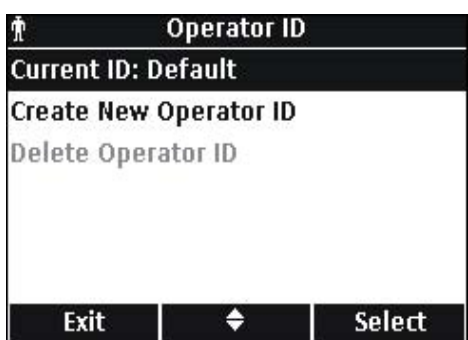 Operator ID
Current ID: Default
Create New Operator ID
Delete Operator ID
Exit
Select